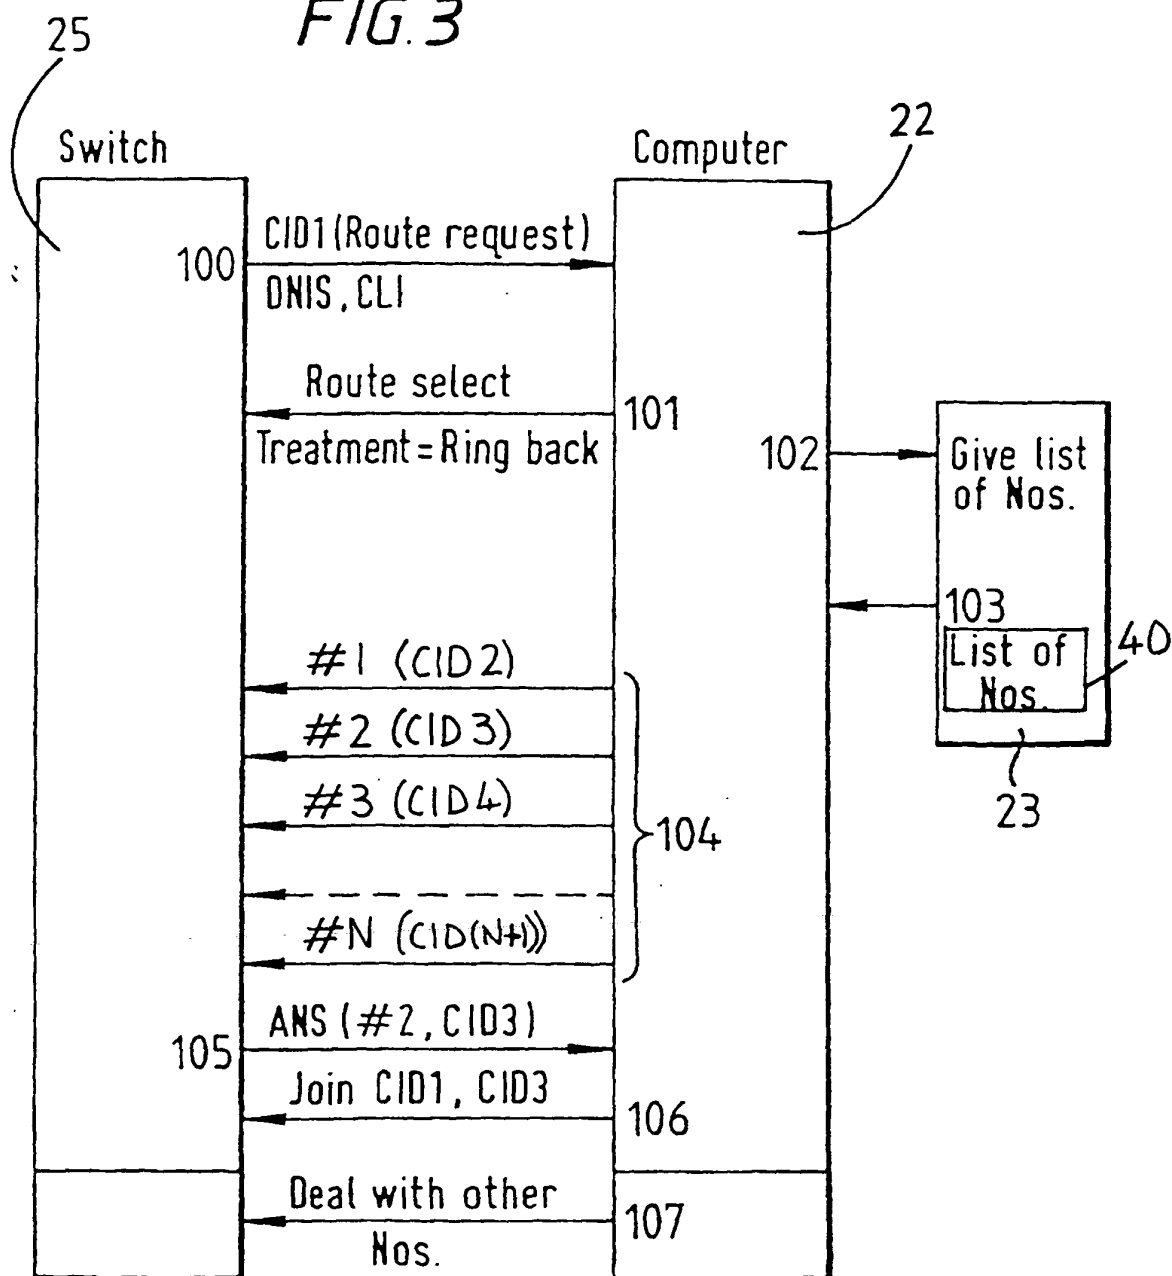 FIG.3
25
22
Switch
Computer
100
CID1 (Route request)
DNIS, CLI
Route select
101
Treatment = Ring back
102
Give list
of Nos.
103
List of
Nos.
40
23
#1 (CID2)
#2 (CID3)
#3 (CID4)
104
#N (CID(N+1))
105
ANS (#2, CID3)
Join CID1, CID3
106
Deal with other
Nos.
107